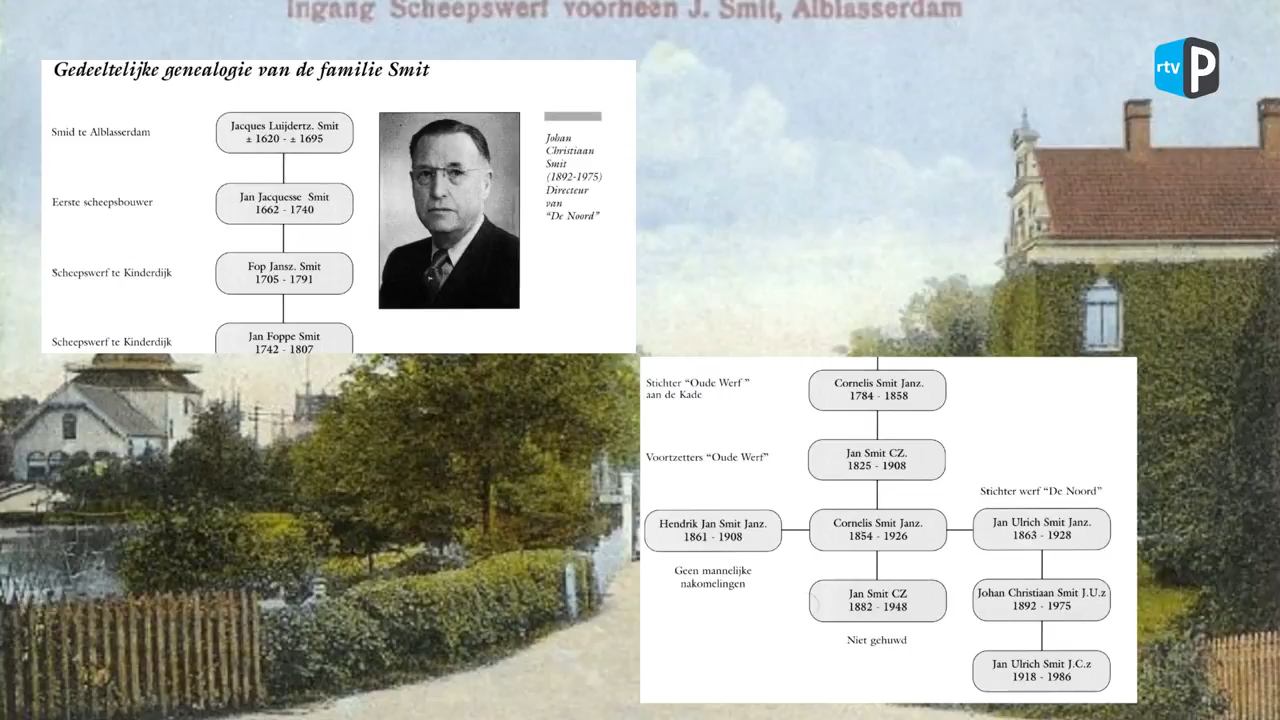 Ingang Scheepswerf voorheen J. Smit, Alblasserdam
rtv P
Gedeeltelijke genealogie van de familie Smit
Smid te Alblasserdam
Jacques Luijdertz. Smit
± 1620 - ± 1695
Johan
Christiaan
Smit
(1892-1975)
Directeur
van
"De Noord"
Eerste scheepsbouwer
Jan Jacquesse Smit
1662 - 1740
Scheepswerf te Kinderdijk
Fop Jansz. Smit
1705 - 1791
Scheepswerf te Kinderdijk
Jan Foppe Smit
1742 - 1807
Stichter "Oude Werf"
aan de Kade
Cornelis Smit Janz.
1784 - 1858
Voortzetters "Oude Werf"
Jan Smit CZ.
1825 - 1908
Stichter werf "De Noord"
Hendrik Jan Smit Janz.
1861 - 1908
Cornelis Smit Janz.
1854 - 1926
Jan Ulrich Smit Janz.
1863 - 1928
Geen mannelijke
nakomelingen
Jan Smit CZ
1882 - 1948
Johan Christiaan Smit J.U.z
1892 - 1975
Niet gehuwd
Jan Ulrich Smit J.C.z
1918 - 1986